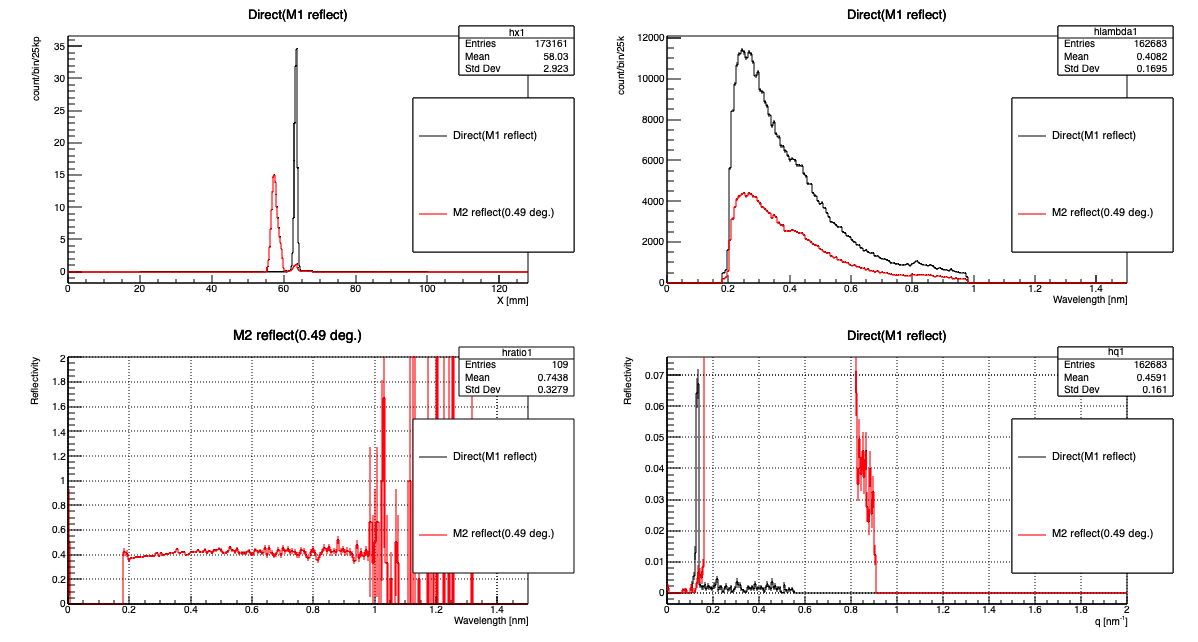 Direct(M1 reflect)
count/bin/25kp
35
30
25
20
15
10
5
0
0 20 40 60 80 100 120
X [mm]
hx1
Entries 173161
Mean 58.03
Std Dev 2.923
Direct(M1 reflect)
M2 reflect(0.49 deg.)
Direct(M1 reflect)
count/bin/25k
12000
10000
8000
6000
4000
2000
0
0 0.2 0.4 0.6 0.8 1 1.2 1.4
Wavelength [nm]
hlambda1
Entries 162683
Mean 0.4082
Std Dev 0.1695
Direct(M1 reflect)
M2 reflect(0.49 deg.)
M2 reflect(0.49 deg.)
Reflectivity
2
1.8
1.6
1.4
1.2
1
0.8
0.6
0.4
0.2
0
0.2 0.4 0.6 0.8 1 1.2 1.4
Wavelength [nm]
hratio1
Entries 109
Mean 0.7438
Std Dev 0.3279
Direct(M1 reflect)
M2 reflect(0.49 deg.)
Direct(M1 reflect)
Reflectivity
0.07
0.06
0.05
0.04
0.03
0.02
0.01
0
0 0.2 0.4 0.6 0.8 1 1.2 1.4 1.6 1.8 2
q [nm⁻¹]
hq1
Entries 162683
Mean 0.4591
Std Dev 0.161
Direct(M1 reflect)
M2 reflect(0.49 deg.)